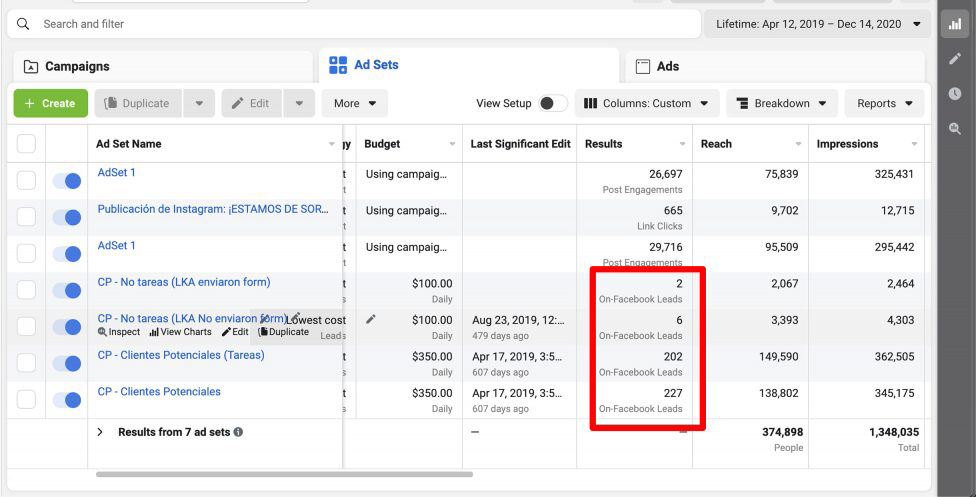 Search and filter
Lifetime: Apr 12, 2019 – Dec 14, 2020
Campaigns
Ad Sets
Ads
+ Create
Duplicate
Edit
More
View Setup
Columns: Custom
Breakdown
Reports
Ad Set Name
gy
Budget
Last Significant Edit
Results
Reach
Impressions
AdSet 1
t
Using campaig...
26,697
75,839
325,431
t
Post Engagements
Publicación de Instagram: ¡ESTAMOS DE SOR...
t
Using campaig...
665
9,702
12,715
t
Link Clicks
AdSet 1
t
Using campaig...
29,716
95,509
295,442
t
Post Engagements
CP - No tareas (LKA enviaron form)
t
$100.00
2
2,067
2,464
s
Daily
On-Facebook Leads
CP - No tareas (LKA No enviaron form)
Lowest cost
$100.00
Aug 23, 2019, 12:...
6
3,393
4,303
Inspect
View Charts
Edit
Duplicate
Leads
Daily
479 days ago
On-Facebook Leads
CP - Clientes Potenciales (Tareas)
t
$350.00
Apr 17, 2019, 3:5...
202
149,590
362,505
s
Daily
607 days ago
On-Facebook Leads
CP - Clientes Potenciales
t
$350.00
Apr 17, 2019, 3:5...
227
138,802
345,175
s
Daily
607 days ago
On-Facebook Leads
Results from 7 ad sets
—
—
374,898
1,348,035
People
Total